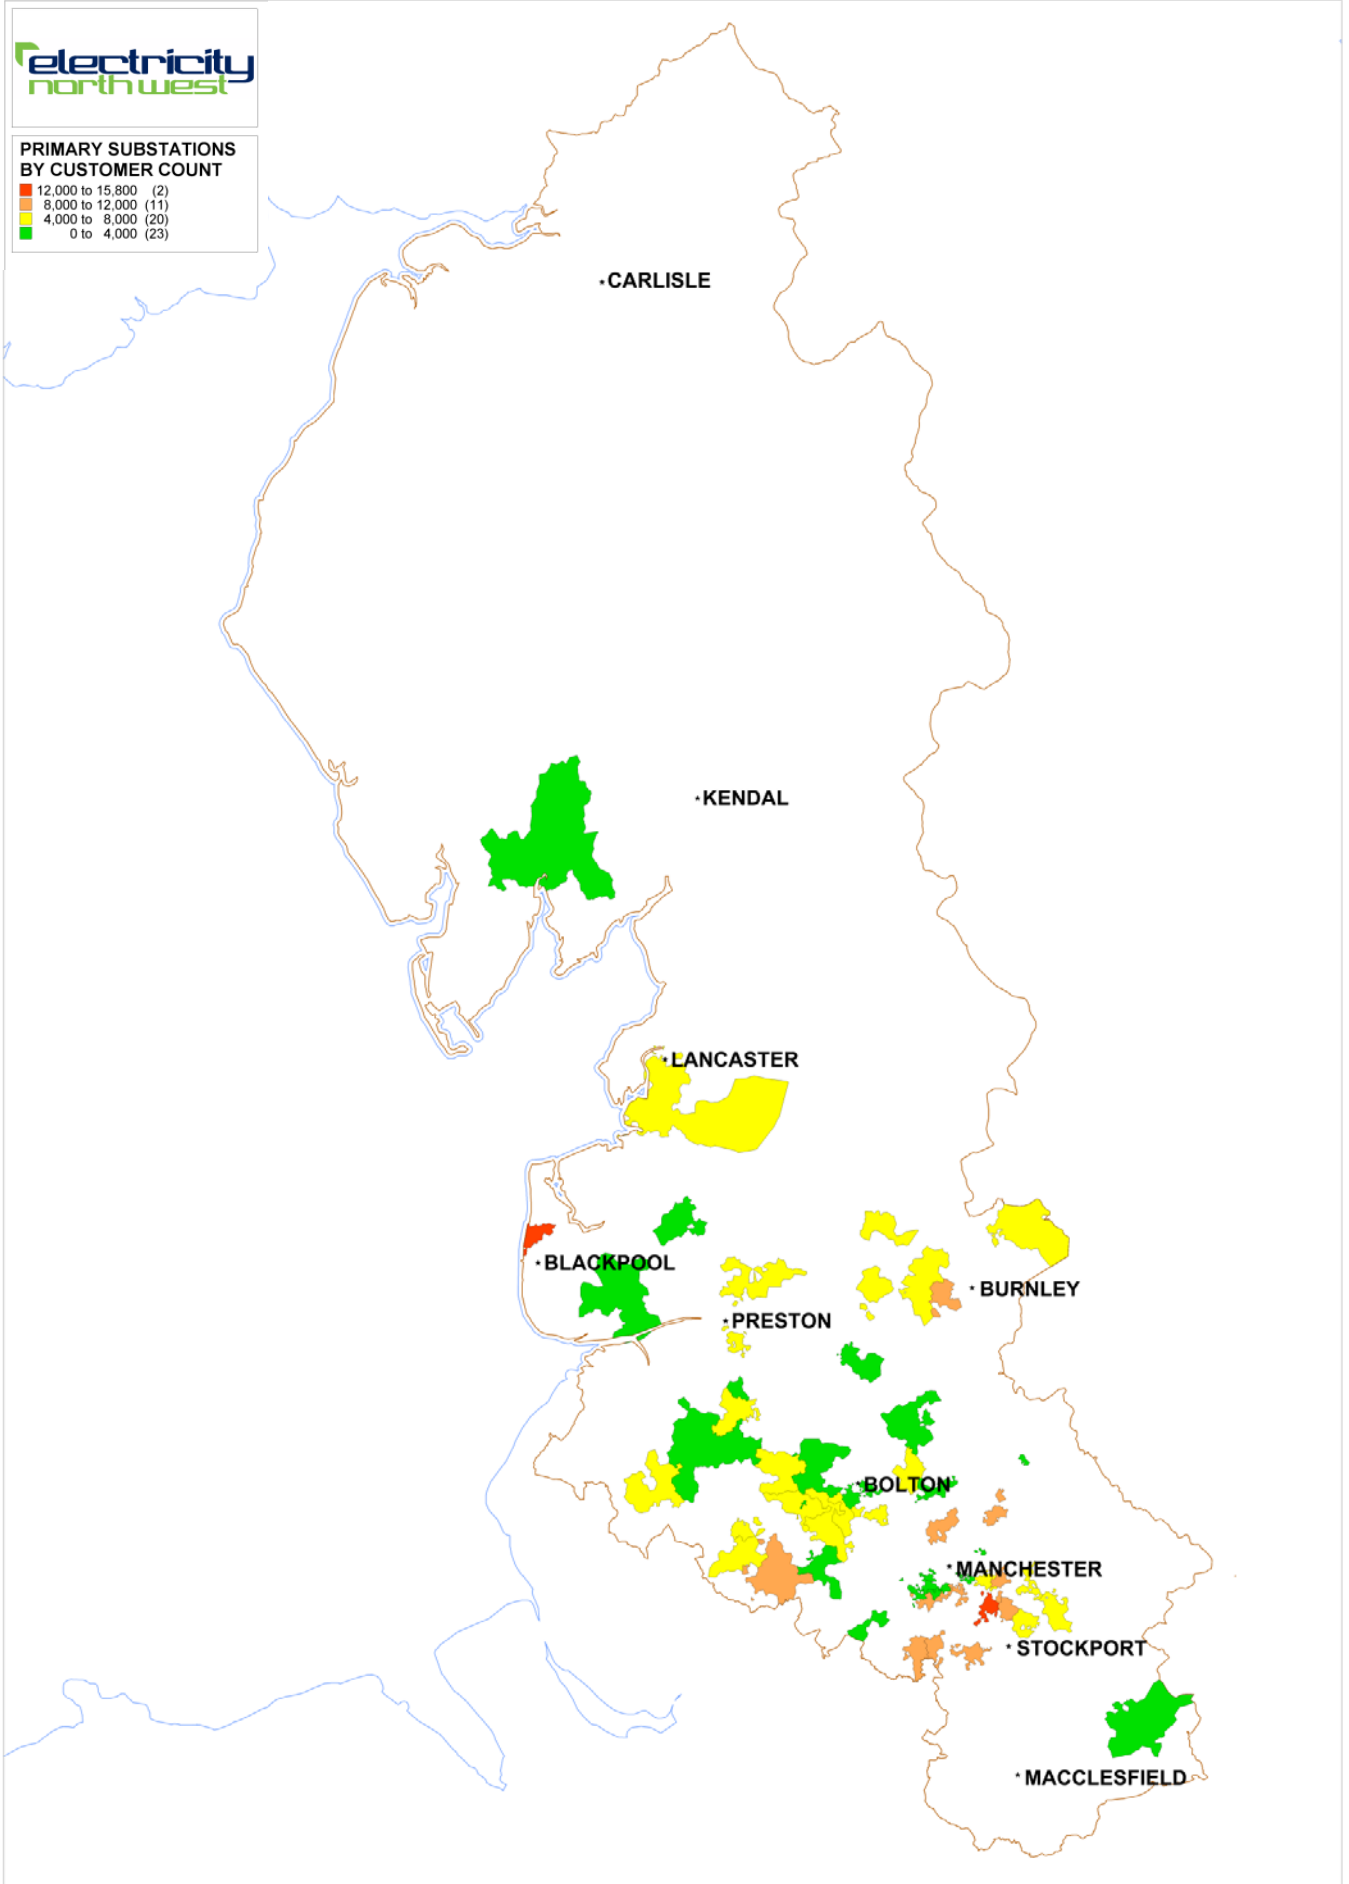 electricity
northwest
PRIMARY SUBSTATIONS
BY CUSTOMER COUNT
12,000 to 15,800 (2)
8,000 to 12,000 (11)
4,000 to 8,000 (20)
0 to 4,000 (23)
CARLISLE
KENDAL
LANCASTER
BLACKPOOL
BURNLEY
PRESTON
BOLTON
MANCHESTER
STOCKPORT
MACCLESFIELD